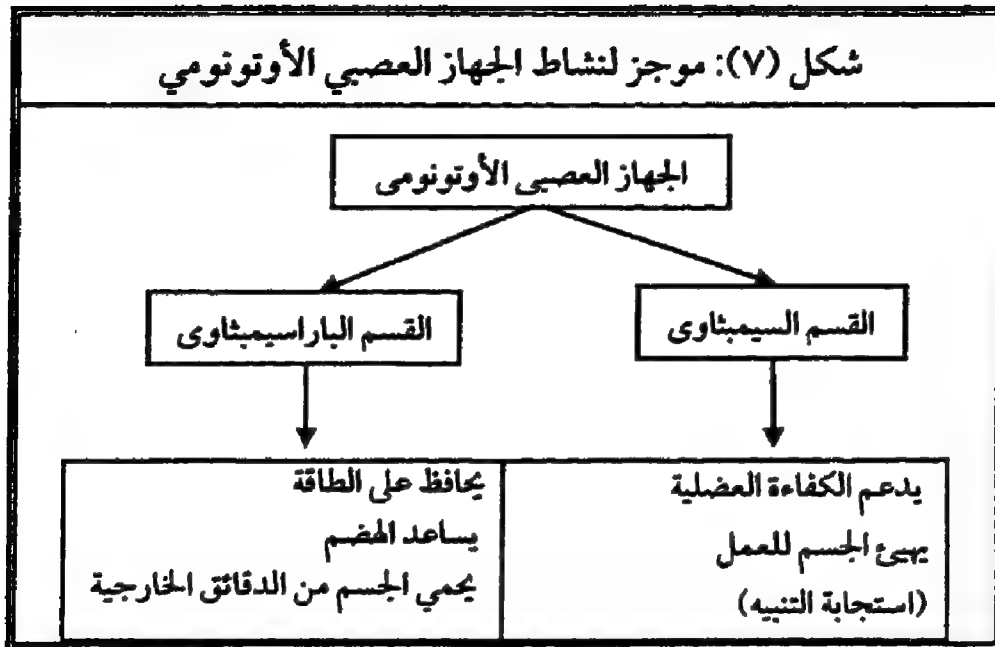 شكل (٧): موجز لنشاط الجهاز العصبي الأوتونومي
الجهاز العصبى الأوتونومى
القسم السيمبثاوى
القسم الباراسيمبثاوى
يدعم الكفاءة العضلية
يهيئ الجسم للعمل
(استجابة التنبيه)
يحافظ على الطاقة
يساعد الهضم
يحمي الجسم من الدقائق الخارجية